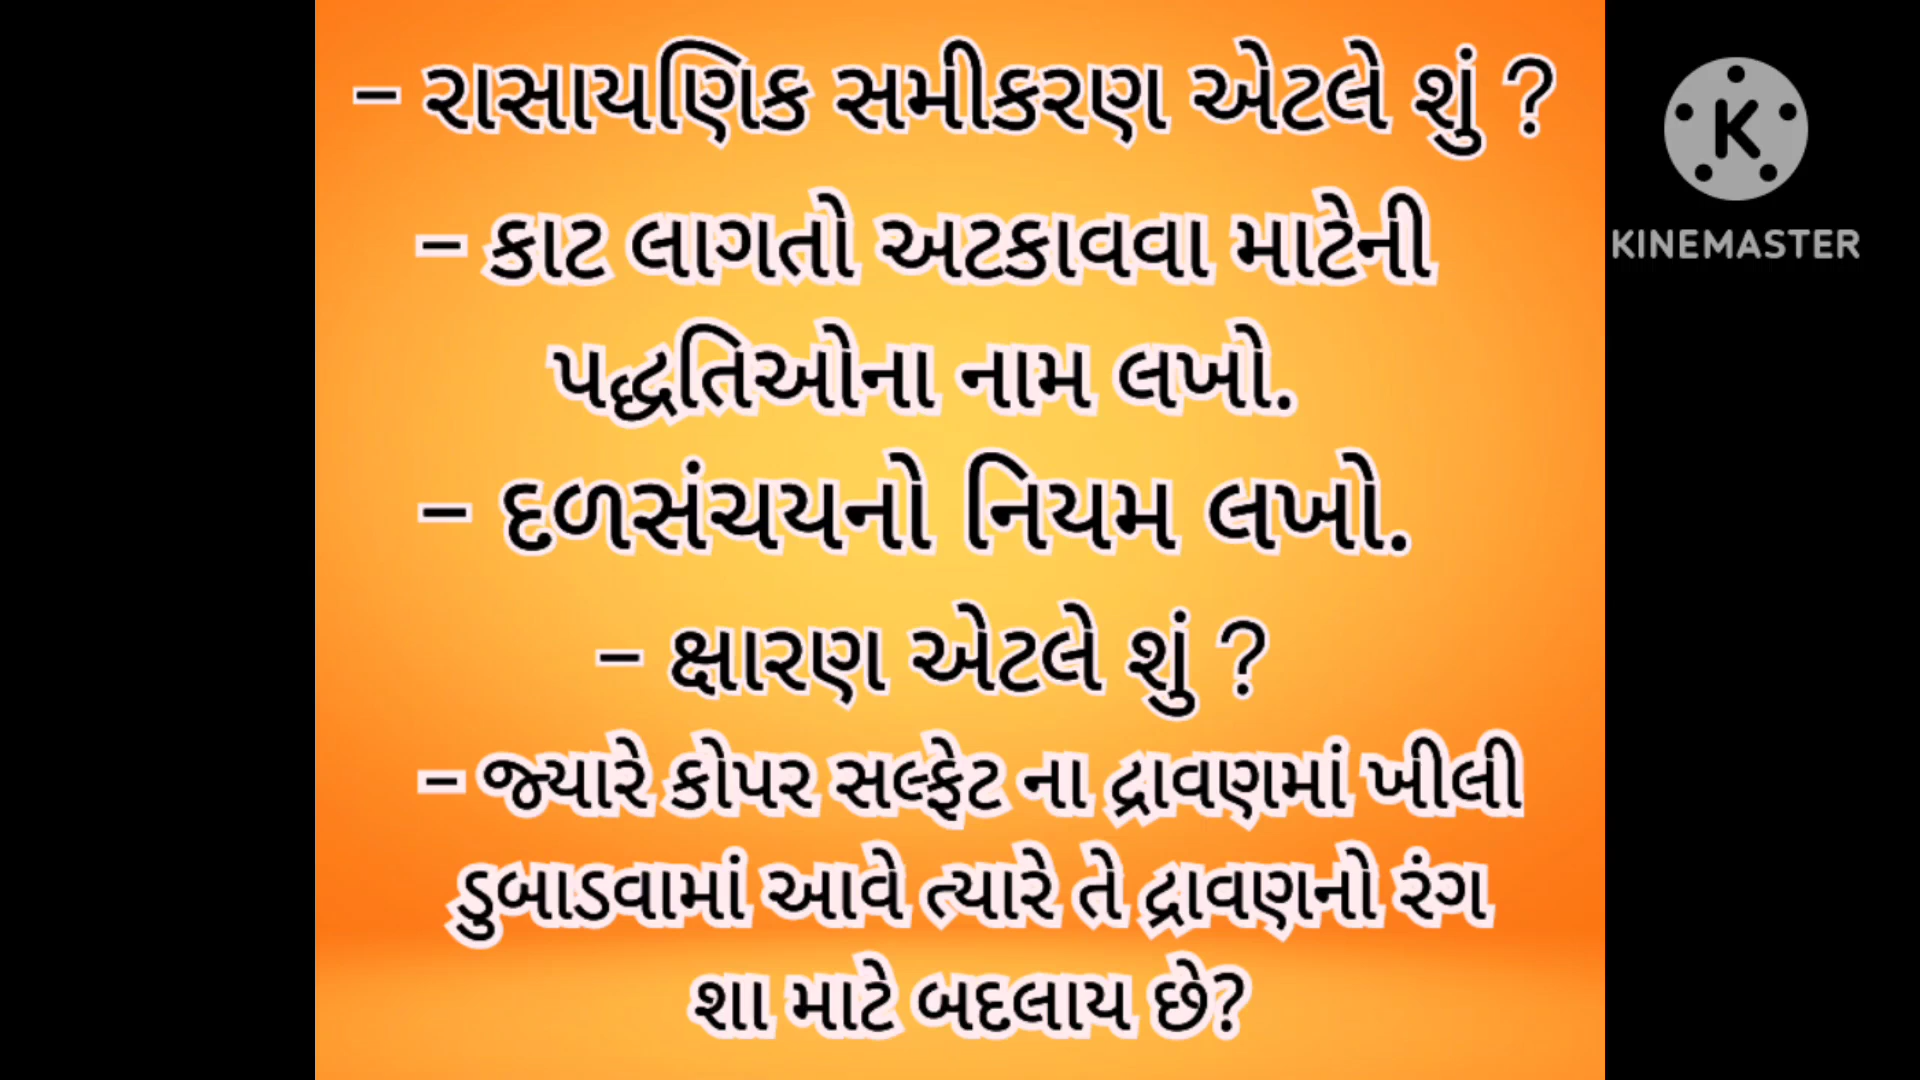 – રાસાયણિક સમીકરણ એટલે શું ?
– કાટ લાગતો અટકાવવા માટેની
પદ્ધતિઓના નામ લખો.
– દળસંચયનો નિયમ લખો.
– ક્ષારણ એટલે શું ?
– જ્યારે કોપર સલ્ફેટ ના દ્રાવણમાં ખીલી
ડુબાડવામાં આવે ત્યારે તે દ્રાવણનો રંગ
શા માટે બદલાય છે?
K
KINEMASTER